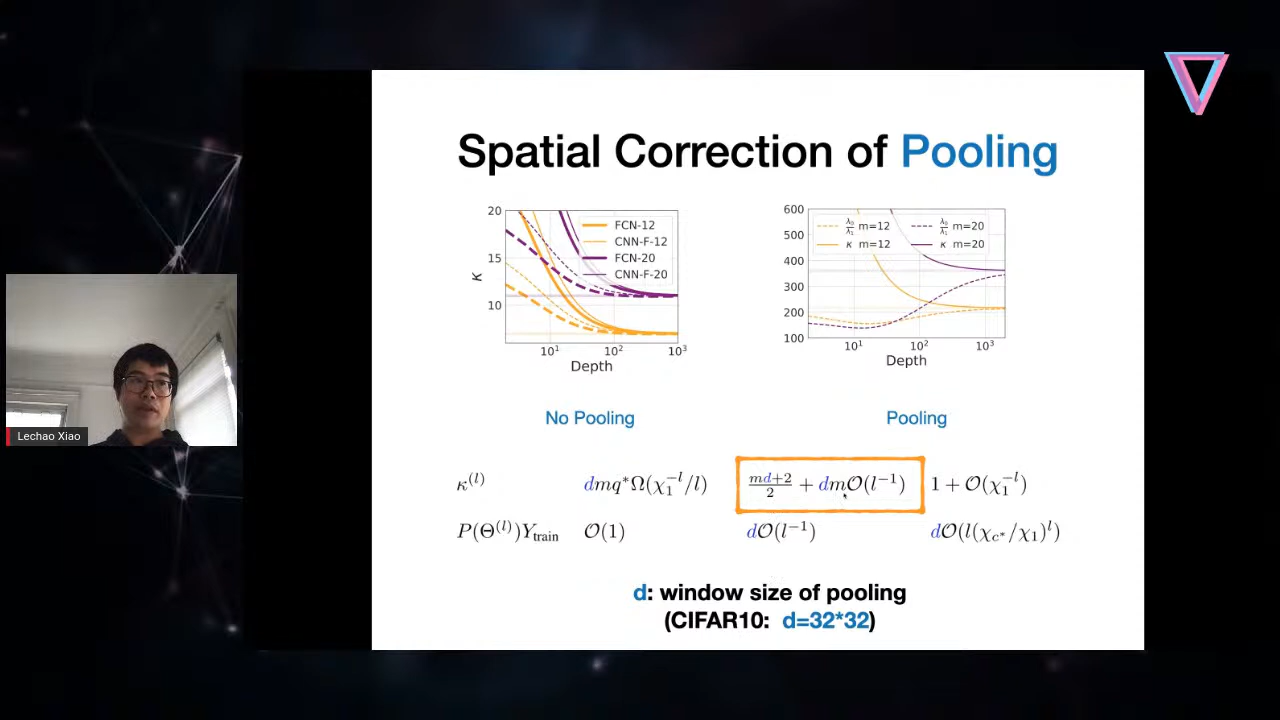 Spatial Correction of Pooling
20
15
10
κ
FCN-12
CNN-F-12
FCN-20
CNN-F-20
10¹ 10² 10³
Depth
600
500
400
300
200
100
λ₀/λ₁ m=12 λ₀/λ₁ m=20
κ m=12 κ m=20
10¹ 10² 10³
Depth
No Pooling Pooling
κ⁽ˡ⁾ dmq*Ω(χ₁⁻ˡ/l) (md+2)/2 + dmO(l⁻¹) 1 + O(χ₁⁻ˡ)
P(Θ⁽ˡ⁾)Y_train O(1) dO(l⁻¹) dO(l(χ_c*/χ₁)ˡ)
d: window size of pooling
(CIFAR10: d=32*32)
Lechao Xiao